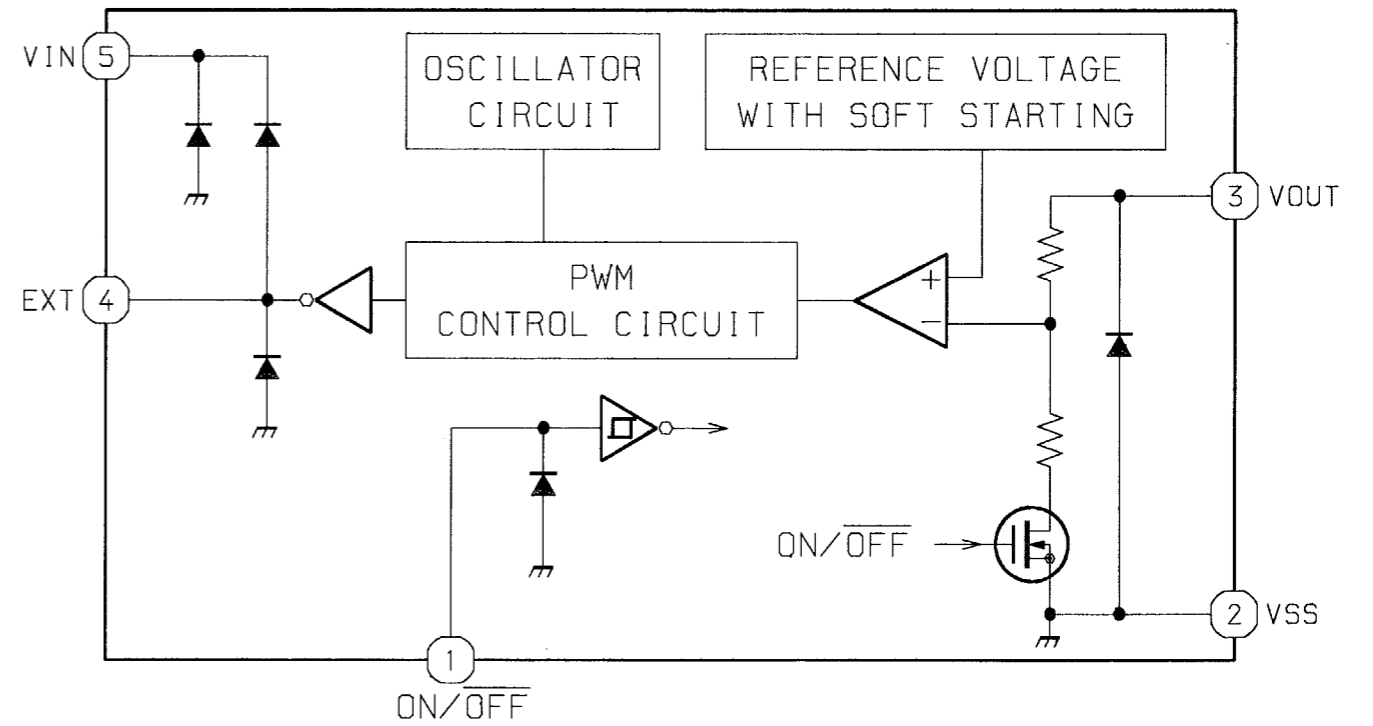 VIN 5
OSCILLATOR
CIRCUIT
REFERENCE VOLTAGE
WITH SOFT STARTING
3 VOUT
EXT 4
PWM
CONTROL CIRCUIT
+
−
ON/OFF
2 VSS
1
ON/OFF